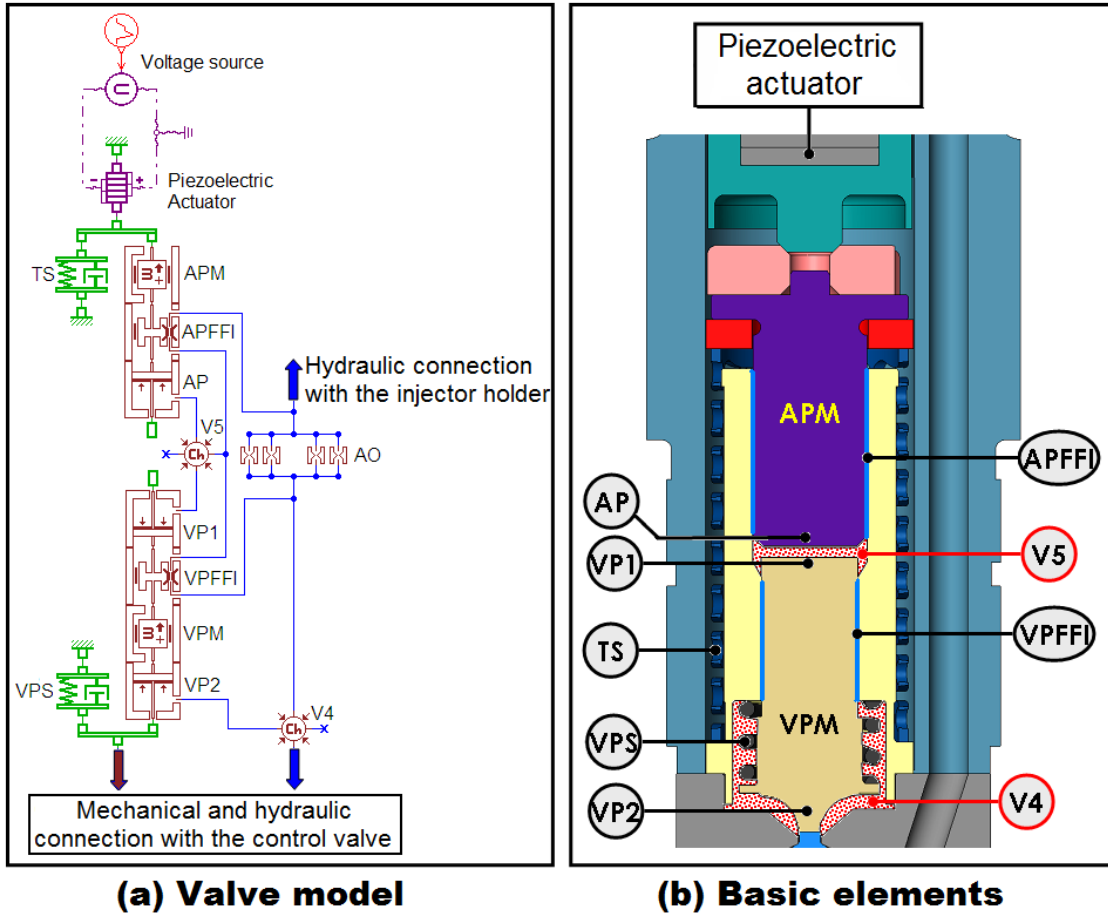 Voltage source
U
- +
Piezoelectric
Actuator
TS
m
+
APM
APFFI
AP
V5
Ch
Hydraulic connection
with the injector holder
AO
VP1
VPFFI
m
+
VPM
VPS
VP2
V4
Ch
Mechanical and hydraulic
connection with the control valve
(a) Valve model
Piezoelectric
actuator
APM
APFFI
AP
VP1
V5
TS
VPFFI
VPM
VPS
VP2
V4
(b) Basic elements